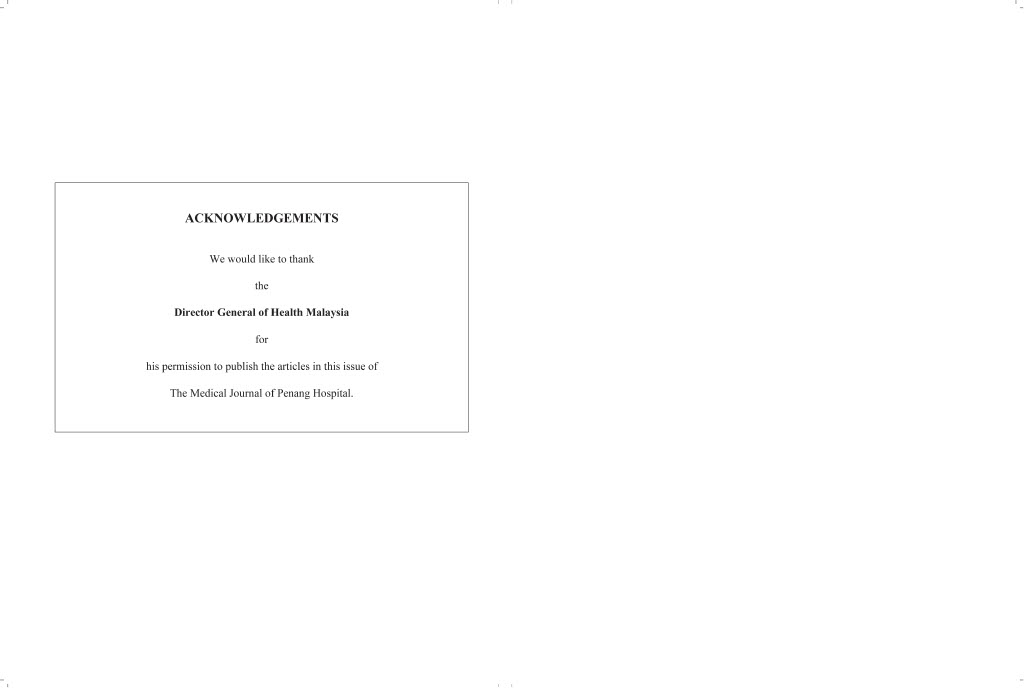 ACKNOWLEDGEMENTS
We would like to thank
the
Director General of Health Malaysia
for
his permission to publish the articles in this issue of
The Medical Journal of Penang Hospital.